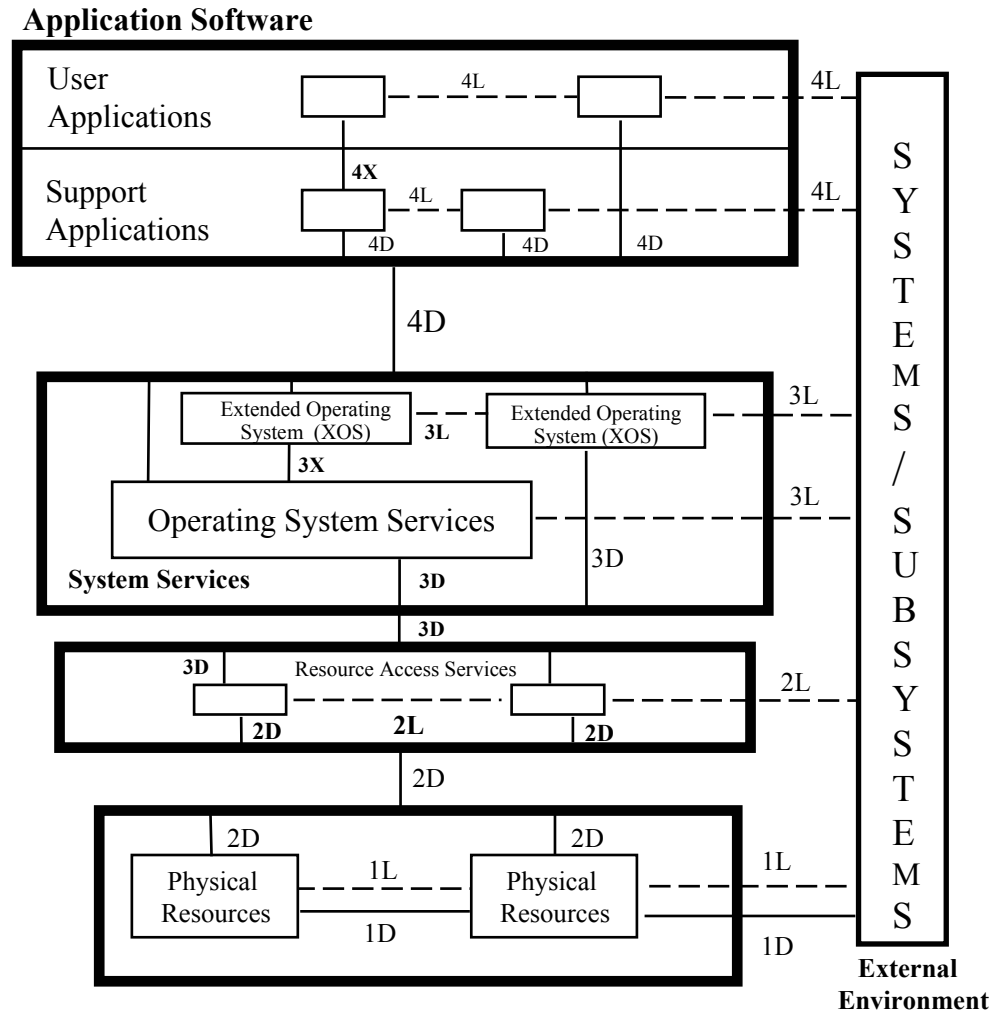 Application Software
User
Applications
4L
4L
4X
Support
Applications
4L
4L
4D
4D
4D
4D
Extended Operating
System (XOS)
3L
Extended Operating
System (XOS)
3L
3X
Operating System Services
3L
3D
System Services
3D
3D
3D
Resource Access Services
2L
2D
2L
2D
2D
2D
2D
Physical
Resources
1L
1D
Physical
Resources
1L
1D
S
Y
S
T
E
M
S
/
S
U
B
S
Y
S
T
E
M
S
External
Environment